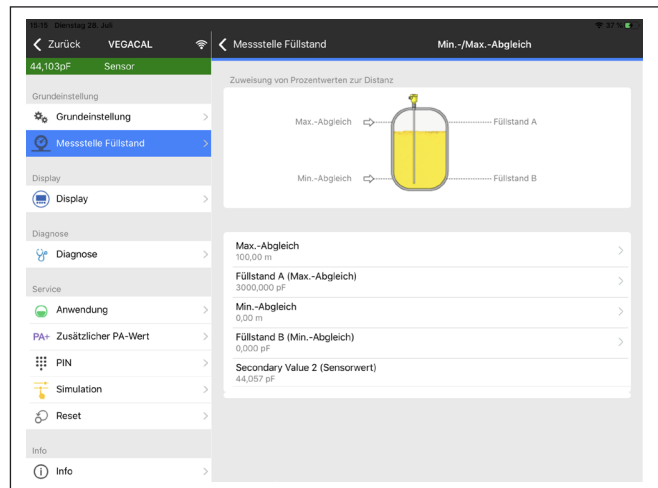 15:15 Dienstag 28. Juli
37 %
Zurück VEGACAL
Messstelle Füllstand
Min.-/Max.-Abgleich
44,103pF Sensor
Grundeinstellung
Grundeinstellung
Messstelle Füllstand
Display
Display
Diagnose
Diagnose
Service
Anwendung
PA+ Zusätzlicher PA-Wert
PIN
Simulation
Reset
Info
Info
Zuweisung von Prozentwerten zur Distanz
Max.-Abgleich
Füllstand A
Min.-Abgleich
Füllstand B
Max.-Abgleich
100,00 m
Füllstand A (Max.-Abgleich)
3000,000 pF
Min.-Abgleich
0,00 m
Füllstand B (Min.-Abgleich)
0,000 pF
Secondary Value 2 (Sensorwert)
44,057 pF